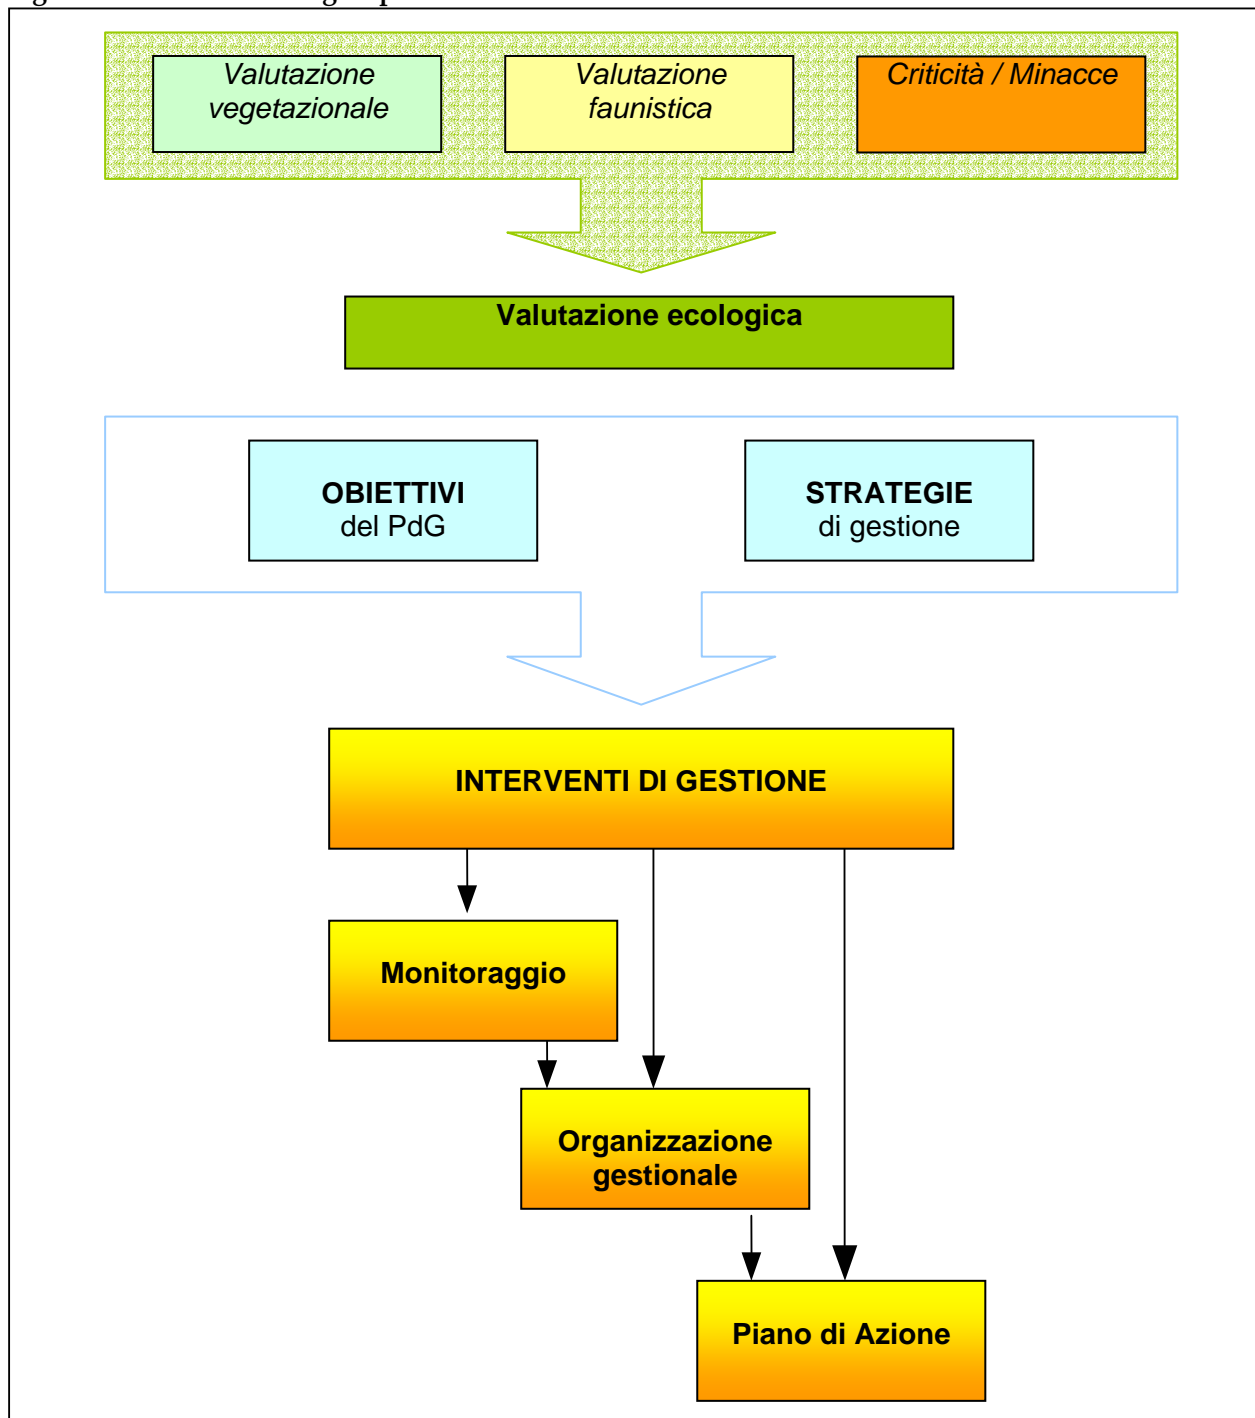 Valutazione
vegetazionale
Valutazione
faunistica
Criticità / Minacce
Valutazione ecologica
OBIETTIVI
del PdG
STRATEGIE
di gestione
INTERVENTI DI GESTIONE
Monitoraggio
Organizzazione
gestionale
Piano di Azione